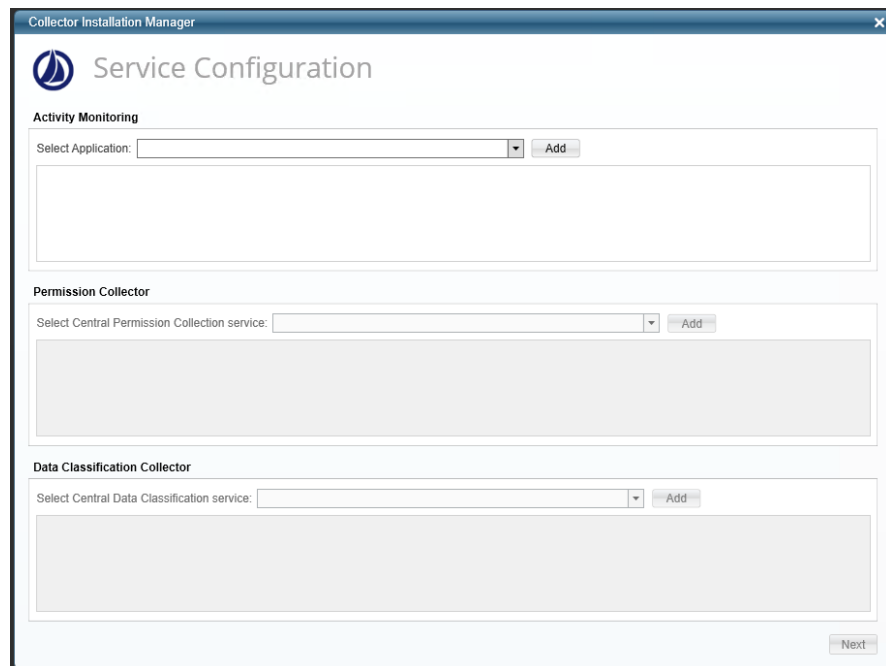 Collector Installation Manager
Service Configuration
Activity Monitoring
Select Application: Add
Permission Collector
Select Central Permission Collection service: Add
Data Classification Collector
Select Central Data Classification service: Add
Next